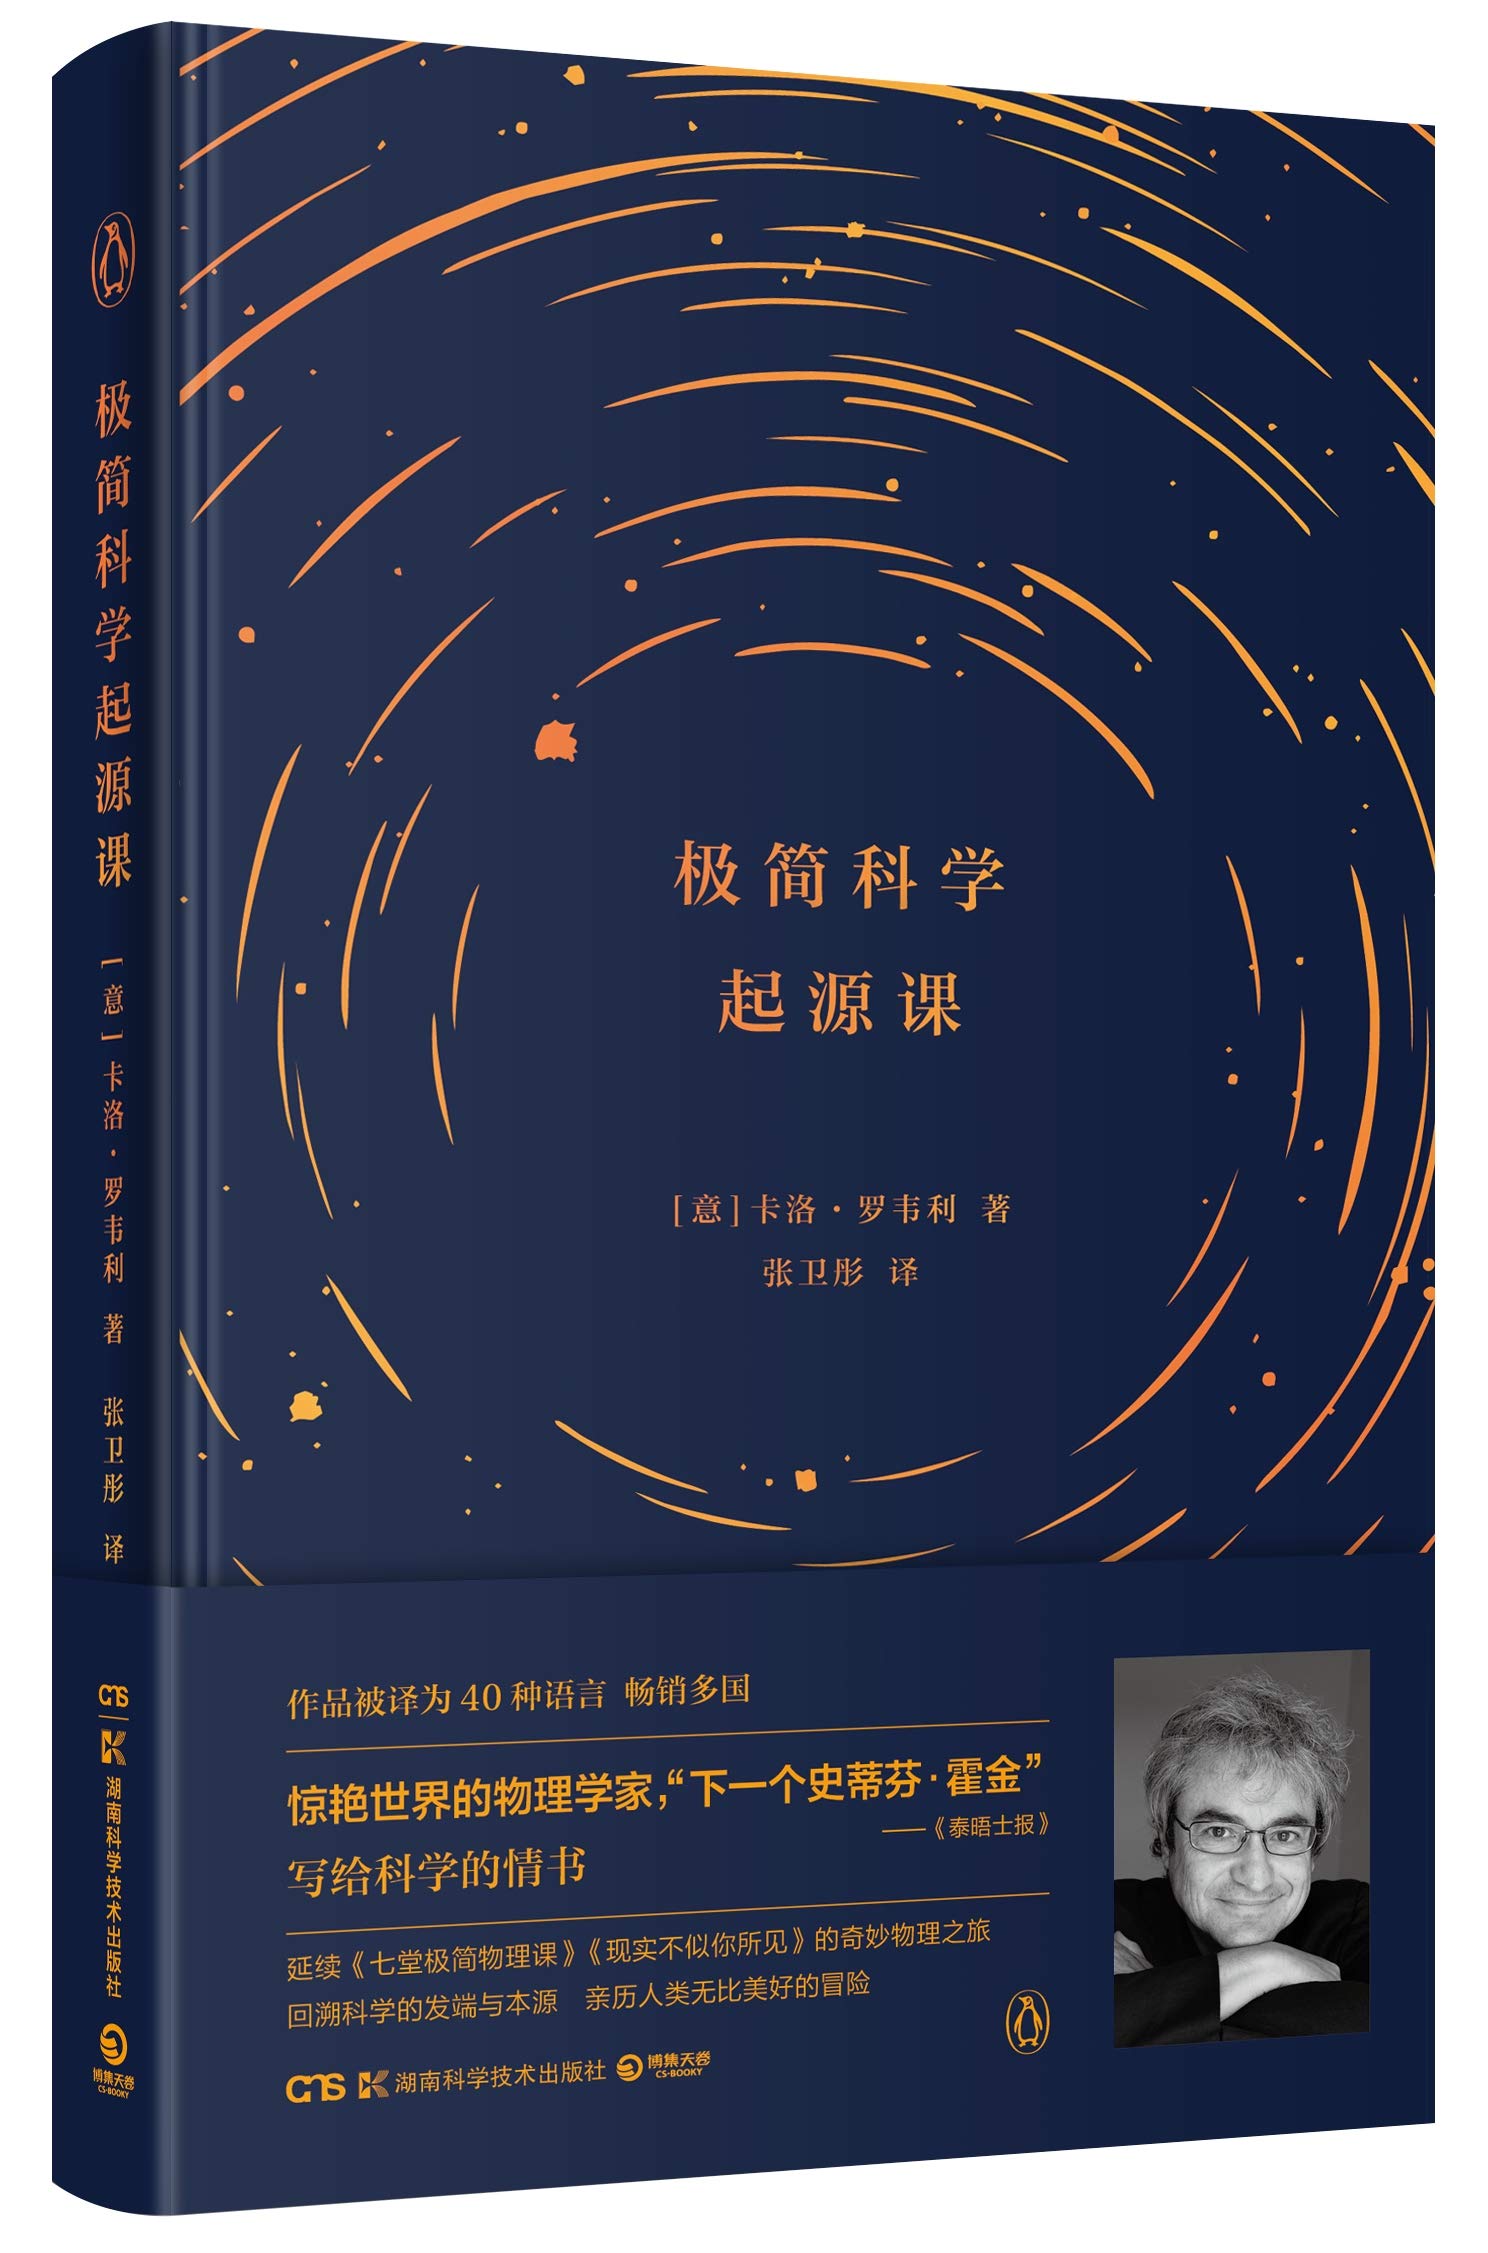 极简科学起源课
[意]卡洛·罗韦利 著 张卫彤 译
CNS
湖南科学技术出版社
博集天卷
CS-BOOKY
极简科学
起源课
[意]卡洛·罗韦利 著
张卫彤 译
作品被译为40种语言 畅销多国
惊艳世界的物理学家，“下一个史蒂芬·霍金”
——《泰晤士报》
写给科学的情书
延续《七堂极简物理课》《现实不似你所见》的奇妙物理之旅
回溯科学的发端与本源 亲历人类无比美好的冒险
CNS 湖南科学技术出版社 博集天卷
CS-BOOKY